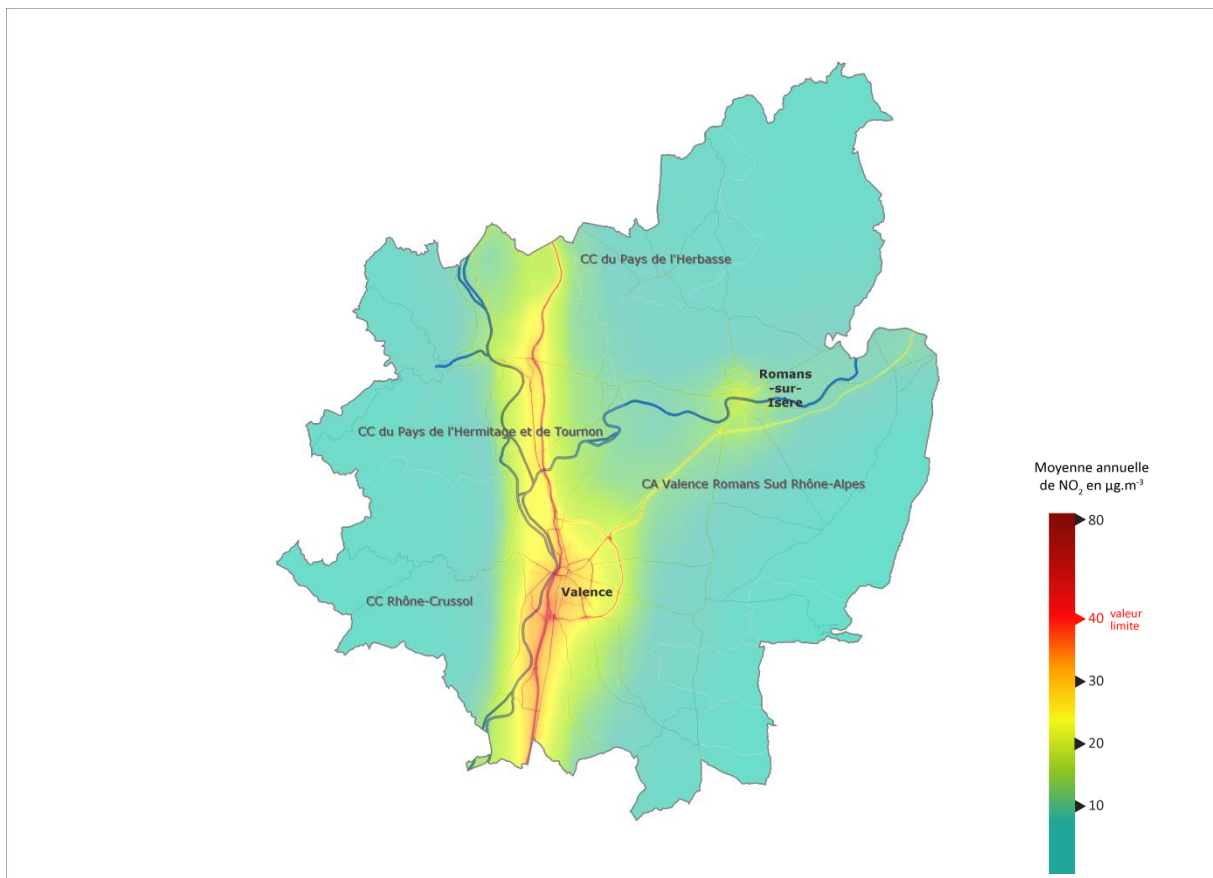 CC du Pays de l'Herbasse
Romans
-sur-
Isère
CC du Pays de l'Hermitage et de Tournon
CA Valence Romans Sud Rhône-Alpes
CC Rhône-Crussol
Valence
Moyenne annuelle
de NO₂ en µg.m⁻³
80
40 valeur
limite
30
20
10